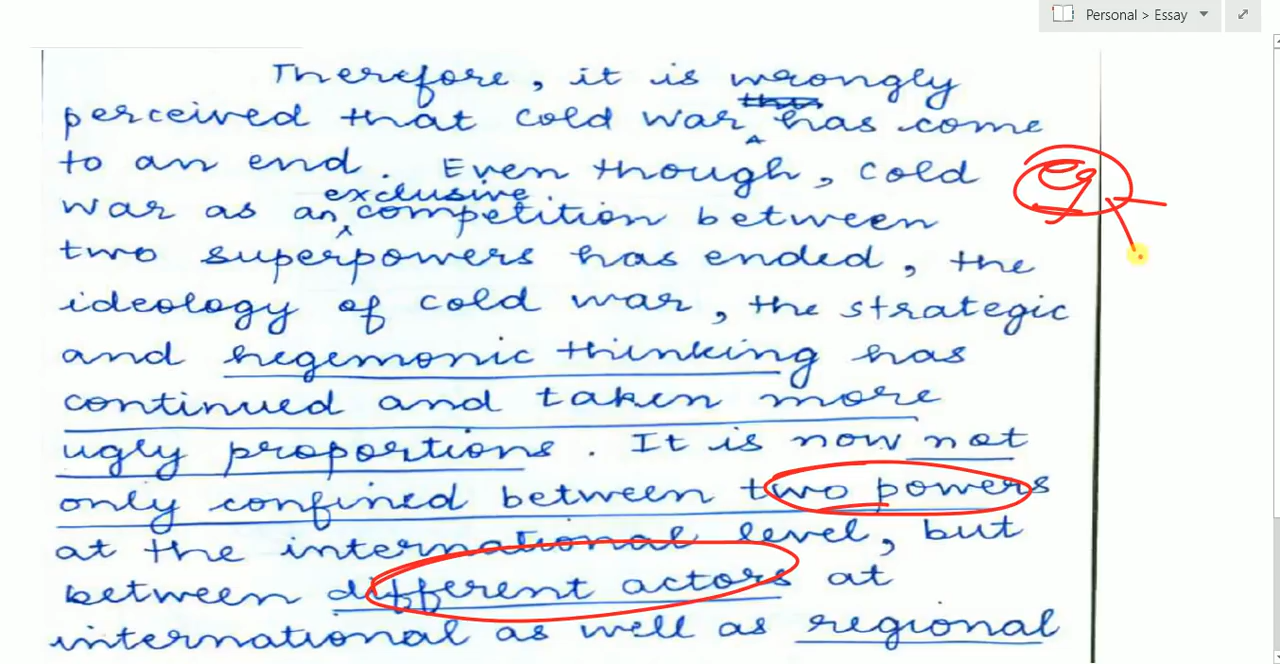 Personal > Essay
Therefore, it is wrongly
perceived that cold war has come
to an end. Even though, cold
Eg
exclusive
war as an competition between
two superpowers has ended, the
ideology of cold war, the strategic
and hegemonic thinking has
continued and taken more
ugly proportions. It is now not
only confined between two powers
at the international level, but
between different actors at
international as well as regional